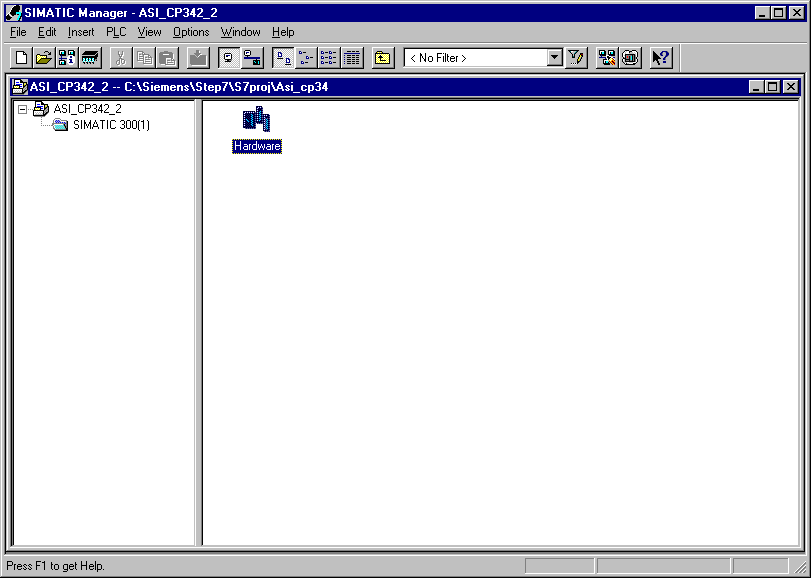 SIMATIC Manager - ASI_CP342_2
File Edit Insert PLC View Options Window Help
< No Filter >
ASI_CP342_2 -- C:\Siemens\Step7\S7proj\Asi_cp34
ASI_CP342_2
SIMATIC 300(1)
Hardware
Press F1 to get Help.